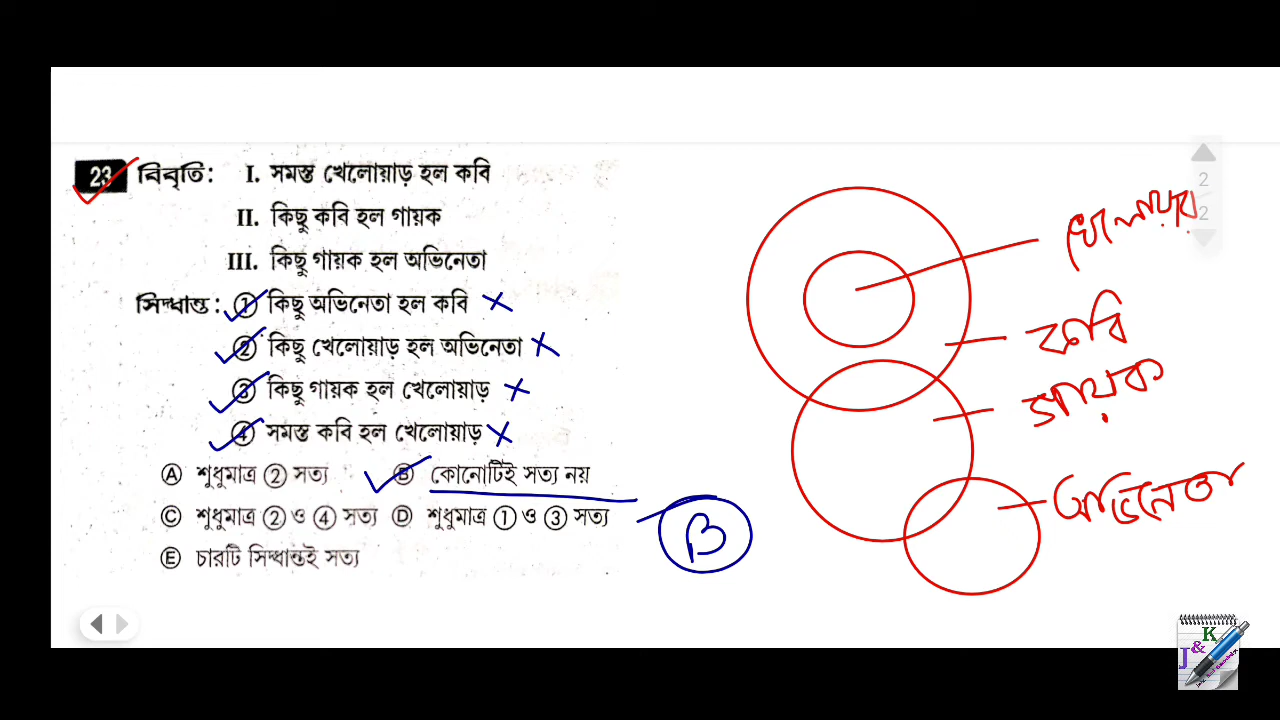 23 বিবৃতি: I. সমস্ত খেলোয়াড় হল কবি
II. কিছু কবি হল গায়ক
III. কিছু গায়ক হল অভিনেতা
সিদ্ধান্ত: ① কিছু অভিনেতা হল কবি ×
② কিছু খেলোয়াড় হল অভিনেতা ×
③ কিছু গায়ক হল খেলোয়াড় ×
④ সমস্ত কবি হল খেলোয়াড় ×
Ⓐ শুধুমাত্র ② সত্য Ⓑ কোনোটিই সত্য নয়
Ⓒ শুধুমাত্র ② ও ④ সত্য Ⓓ শুধুমাত্র ① ও ③ সত্য
Ⓔ চারটি সিদ্ধান্তই সত্য
B
কবি
গায়ক
অভিনেতা
2
2
J & K